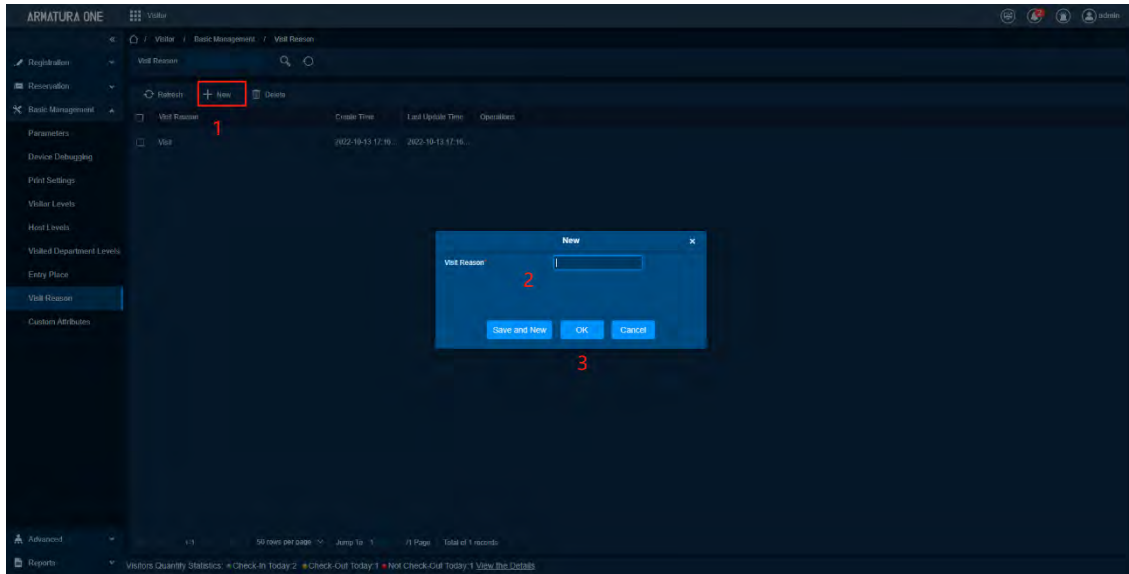 ARMATURA ONE
Visitor
admin
Visitor / Basic Management / Visit Reason
Registration
Reservation
Basic Management
Parameters
Device Debugging
Print Settings
Visitor Levels
Host Levels
Visited Department Levels
Entry Place
Visit Reason
Custom Attributes
Advanced
Reports
Visit Reason
Refresh New Delete
1
Visit Reason Create Time Last Update Time Operations
Visit 2022-10-13 17:16... 2022-10-13 17:16...
New ×
Visit Reason
2
Save and New OK Cancel
3
50 rows per page Jump To 1 /1 Page Total of 1 records
Visitors Quantity Statistics: Check-In Today:2 Check-Out Today:1 Not Check-Out Today:1 View the Details